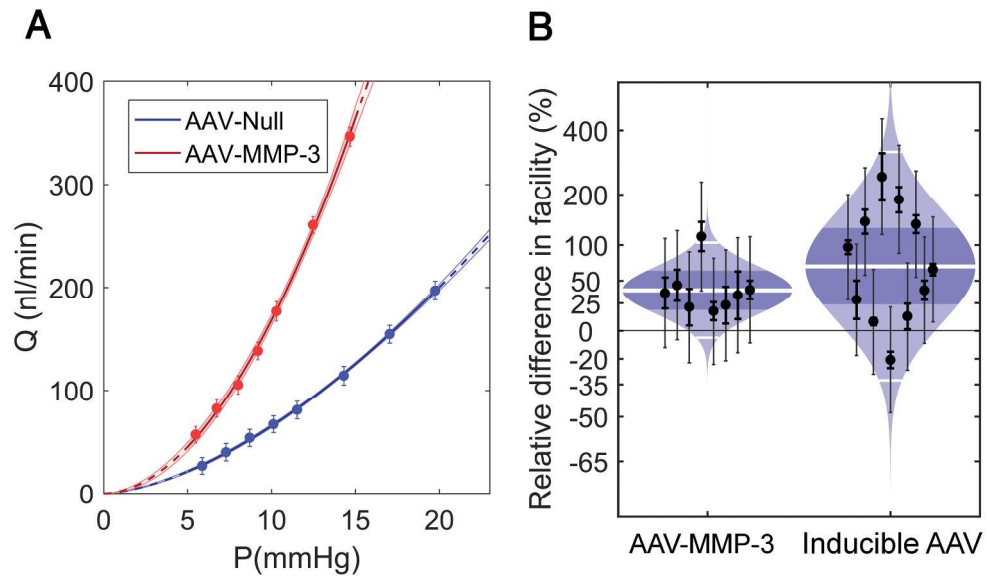 A
Q (nl/min)
400
300
200
100
0
AAV-Null
AAV-MMP-3
0 5 10 15 20
P(mmHg)
B
Relative difference in facility (%)
400
200
100
50
25
0
-20
-35
-50
-65
AAV-MMP-3 Inducible AAV